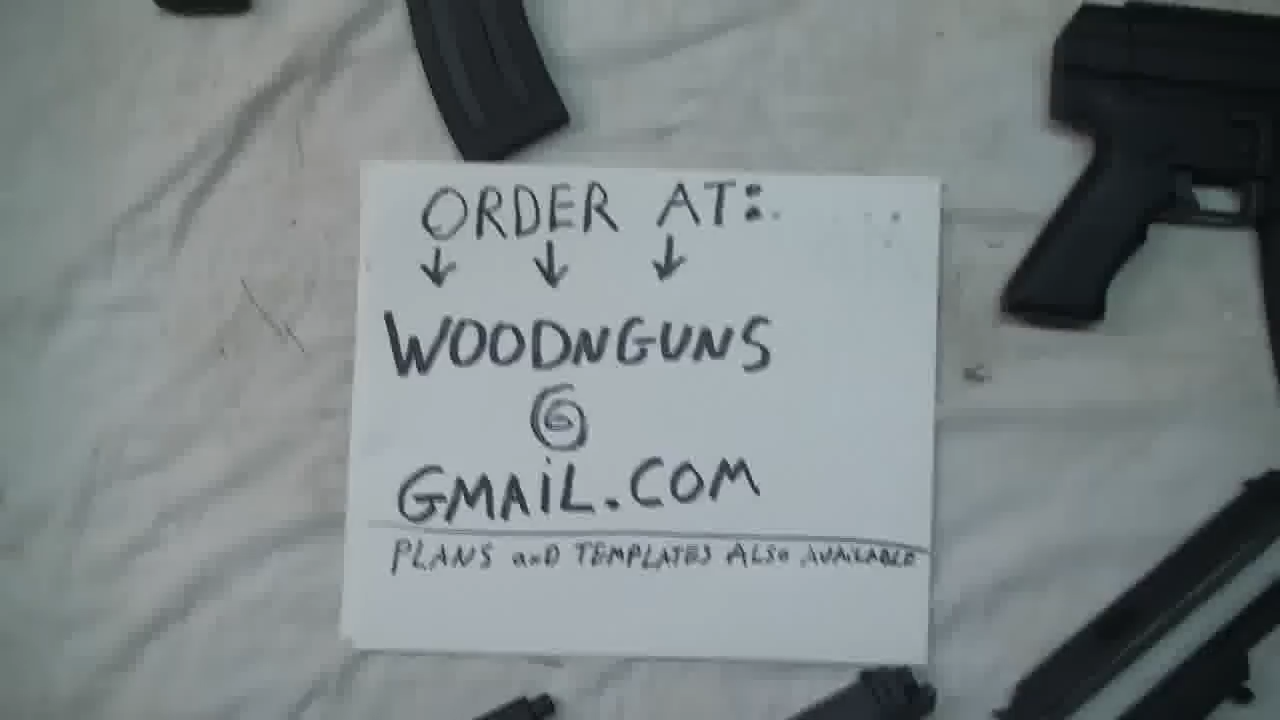 ORDER AT:
↓ ↓ ↓
WOODNGUNS
@
GMAiL.COM
PLANS anD TEMPLATES ALSO AVAILABLE